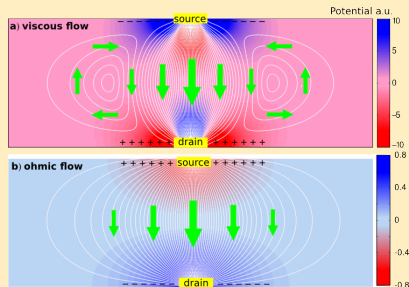 Potential a.u.
source
a) viscous flow
drain
10
5
0
−5
−10
b) ohmic flow
source
drain
0.8
0.4
0
-0.4
-0.8